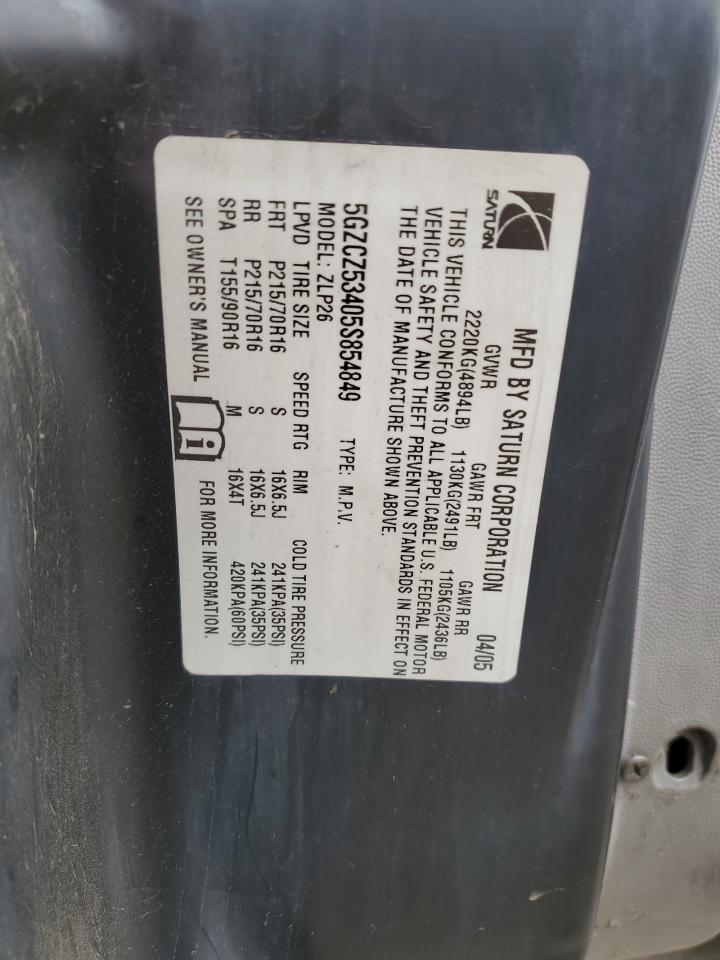 SATURN
MFD BY SATURN CORPORATION 04/05
GVWR GAWR FRT GAWR RR
2220KG(4894LB) 1130KG(2491LB) 1105KG(2436LB)
THIS VEHICLE CONFORMS TO ALL APPLICABLE U.S. FEDERAL MOTOR
VEHICLE SAFETY AND THEFT PREVENTION STANDARDS IN EFFECT ON
THE DATE OF MANUFACTURE SHOWN ABOVE.
5GZCZ53405S854849 TYPE: M.P.V.
MODEL: ZLP26
LPVD TIRE SIZE SPEED RTG RIM COLD TIRE PRESSURE
FRT P215/70R16 S 16X6.5J 241KPA(35PSI)
RR P215/70R16 S 16X6.5J 241KPA(35PSI)
SPA T155/90R16 M 16X4T 420KPA(60PSI)
SEE OWNER'S MANUAL i FOR MORE INFORMATION.